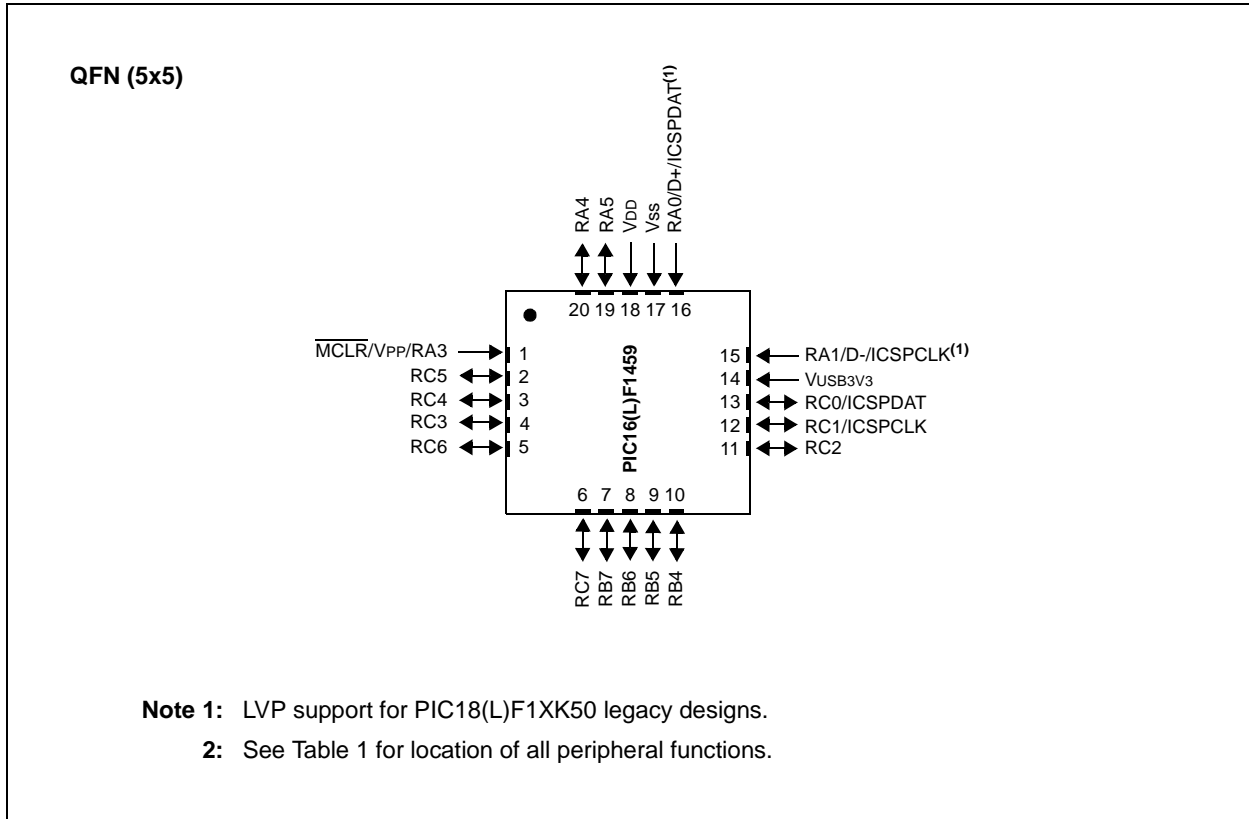 QFN (5x5)
RA4
RA5
VDD
Vss
RA0/D+/ICSPDAT(1)
20 19 18 17 16
MCLR/VPP/RA3
RC5
RC4
RC3
RC6
1
2
3
4
5
PIC16(L)F1459
15
14
13
12
11
RA1/D-/ICSPCLK(1)
VUSB3V3
RC0/ICSPDAT
RC1/ICSPCLK
RC2
6 7 8 9 10
RC7
RB7
RB6
RB5
RB4
Note 1: LVP support for PIC18(L)F1XK50 legacy designs.
2: See Table 1 for location of all peripheral functions.